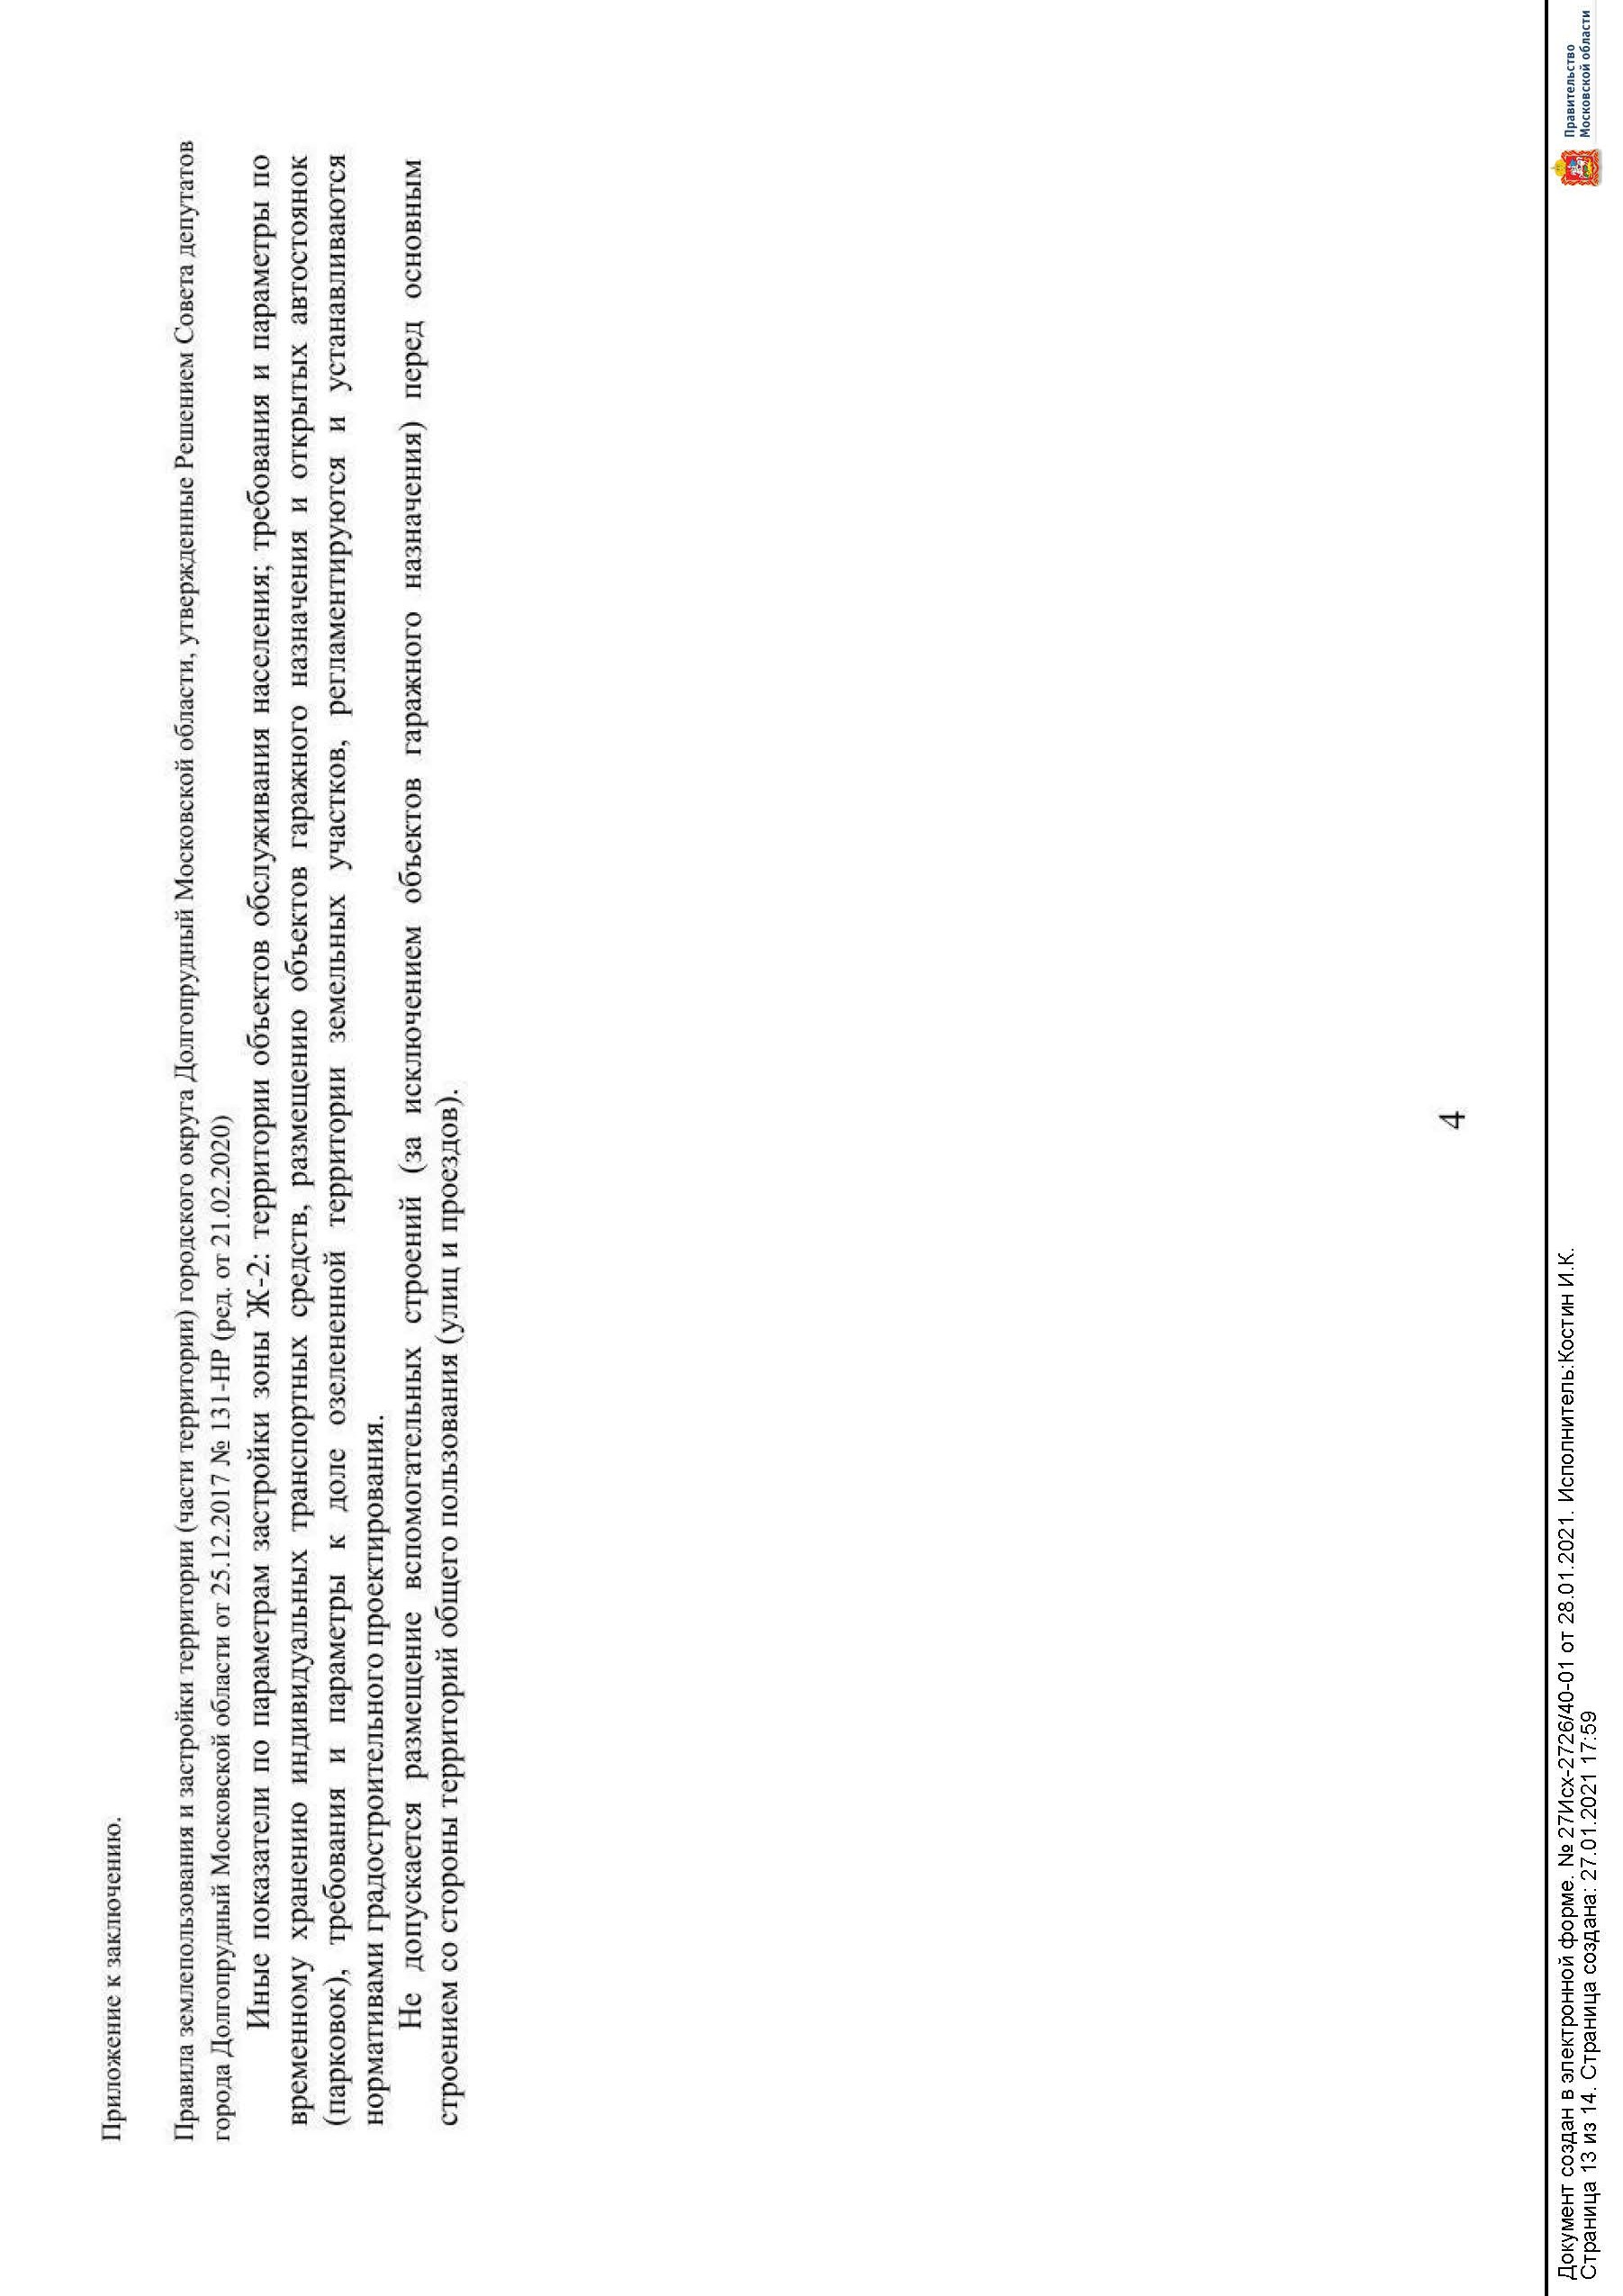 Приложение к заключению.
Правила землепользования и застройки территории (части территории) городского округа Долгопрудный Московской области, утвержденные Решением Совета депутатов
города Долгопрудный Московской области от 25.12.2017 № 131-НР (ред. от 21.02.2020)
Иные показатели по параметрам застройки зоны Ж-2: территории объектов обслуживания населения; требования и параметры по
временному хранению индивидуальных транспортных средств, размещению объектов гаражного назначения и открытых автостоянок
(парковок), требования и параметры к доле озелененной территории земельных участков, регламентируются и устанавливаются
нормативами градостроительного проектирования.
Не допускается размещение вспомогательных строений (за исключением объектов гаражного назначения) перед основным
строением со стороны территорий общего пользования (улиц и проездов).
4
Документ создан в электронной форме. № 27Исх-2726/40-01 от 28.01.2021. Исполнитель:Костин И.К.
Страница 13 из 14. Страница создана: 27.01.2021 17:59
Правительство
Московской области